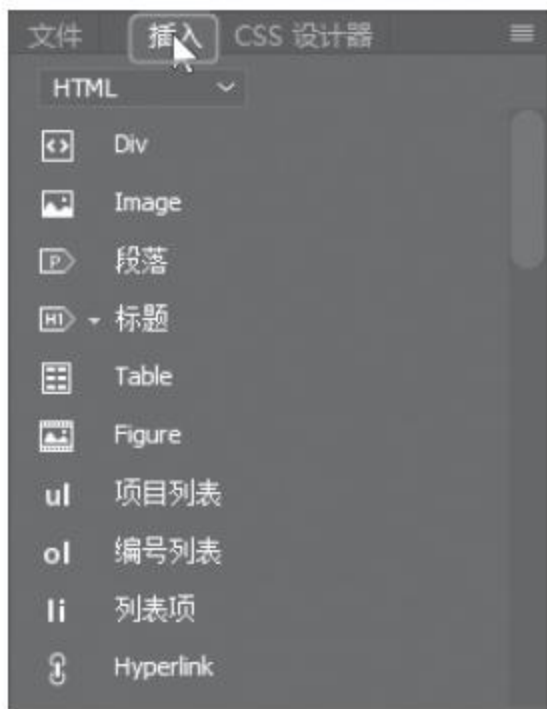 文件 插入 CSS 设计器
HTML
Div
Image
P 段落
H1 标题
Table
Figure
ul 项目列表
ol 编号列表
li 列表项
Hyperlink